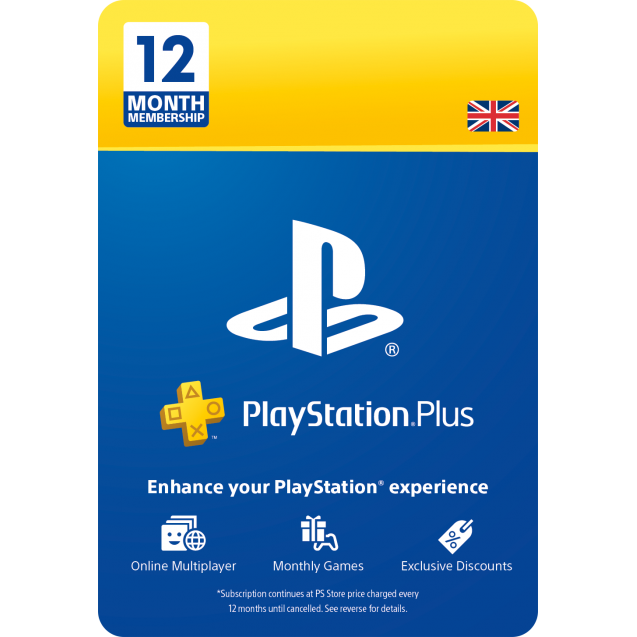 12
MONTH
MEMBERSHIP
®
PlayStation®Plus
™
Enhance your PlayStation® experience
Online Multiplayer
Monthly Games
Exclusive Discounts
*Subscription continues at PS Store price charged every
12 months until cancelled. See reverse for details.